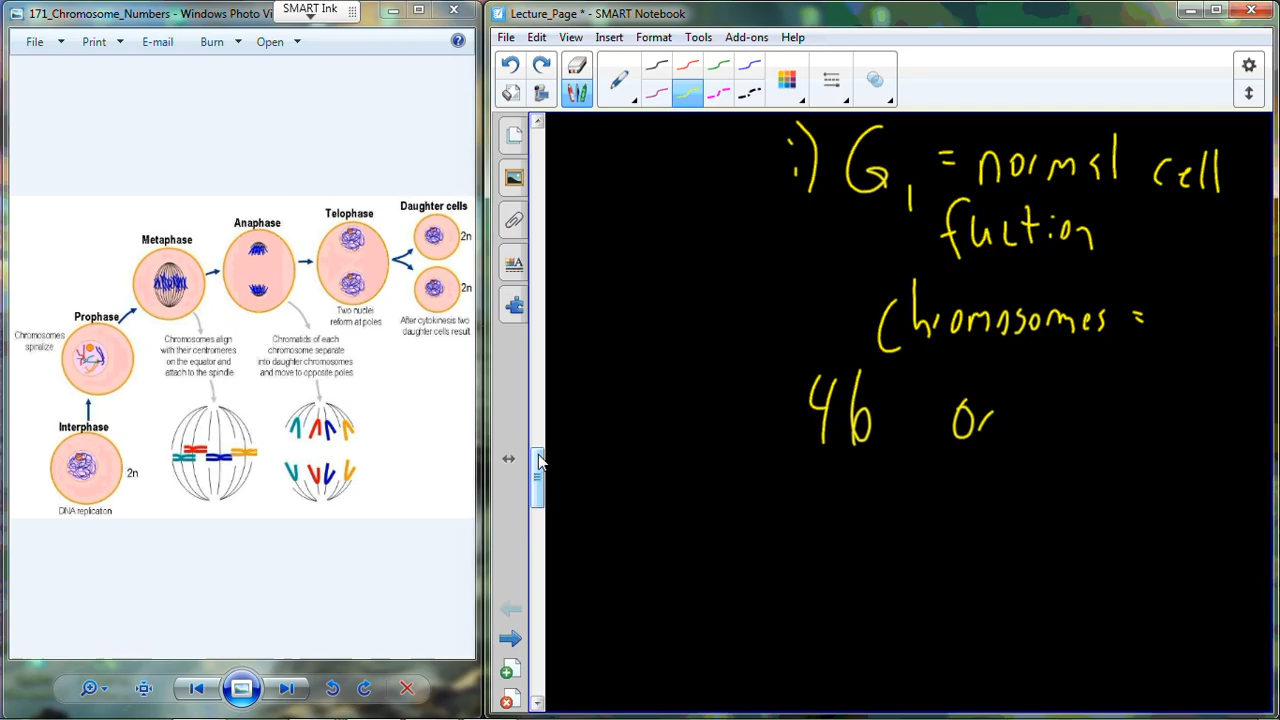 171_Chromosome_Numbers - Windows Photo Vi
SMART Ink
File Print E-mail Burn Open
Daughter cells
Telophase
Anaphase
Metaphase
2n
2n
Prophase
Two nuclei
reform at poles
After cytokinesis two
daughter cells result
Chromosomes
spiralize
Chromosomes align
with their centromeres
on the equator and
attach to the spindle
Chromatids of each
chromosome separate
into daughter chromosomes
and move to opposite poles
Interphase
2n
DNA replication
Lecture_Page * - SMART Notebook
File Edit View Insert Format Tools Add-ons Help
i) G1 = normal cell
fuction
Chromosomes =
46 or